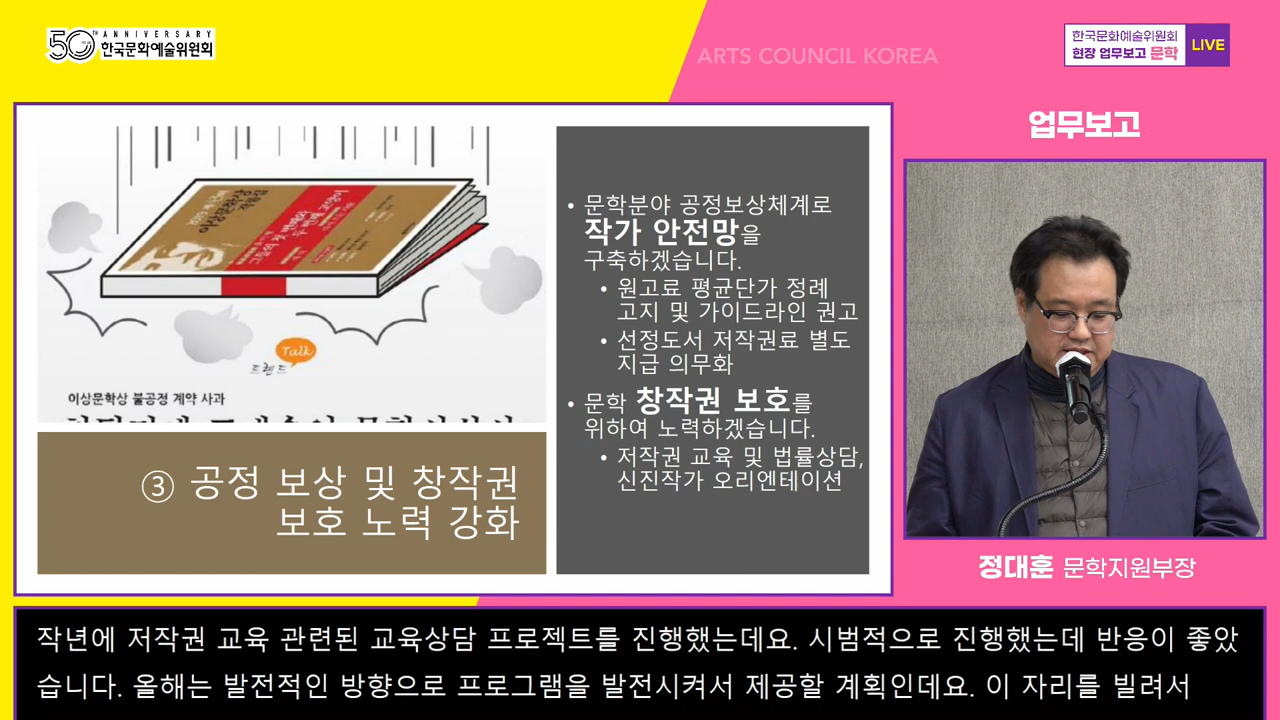 50TH ANNIVERSARY
한국문화예술위원회
ARTS COUNCIL KOREA
한국문화예술위원회
현장 업무보고 문학
LIVE
이상문학상
작품집
Talk
트렌드
이상문학상 불공정 계약 사과
③ 공정 보상 및 창작권
보호 노력 강화
• 문학분야 공정보상체계로
작가 안전망을
구축하겠습니다.
• 원고료 평균단가 정례
고지 및 가이드라인 권고
• 선정도서 저작권료 별도
지급 의무화
• 문학 창작권 보호를
위하여 노력하겠습니다.
• 저작권 교육 및 법률상담,
신진작가 오리엔테이션
업무보고
정대훈 문학지원부장
작년에 저작권 교육 관련된 교육상담 프로젝트를 진행했는데요. 시범적으로 진행했는데 반응이 좋았
습니다. 올해는 발전적인 방향으로 프로그램을 발전시켜서 제공할 계획인데요. 이 자리를 빌려서